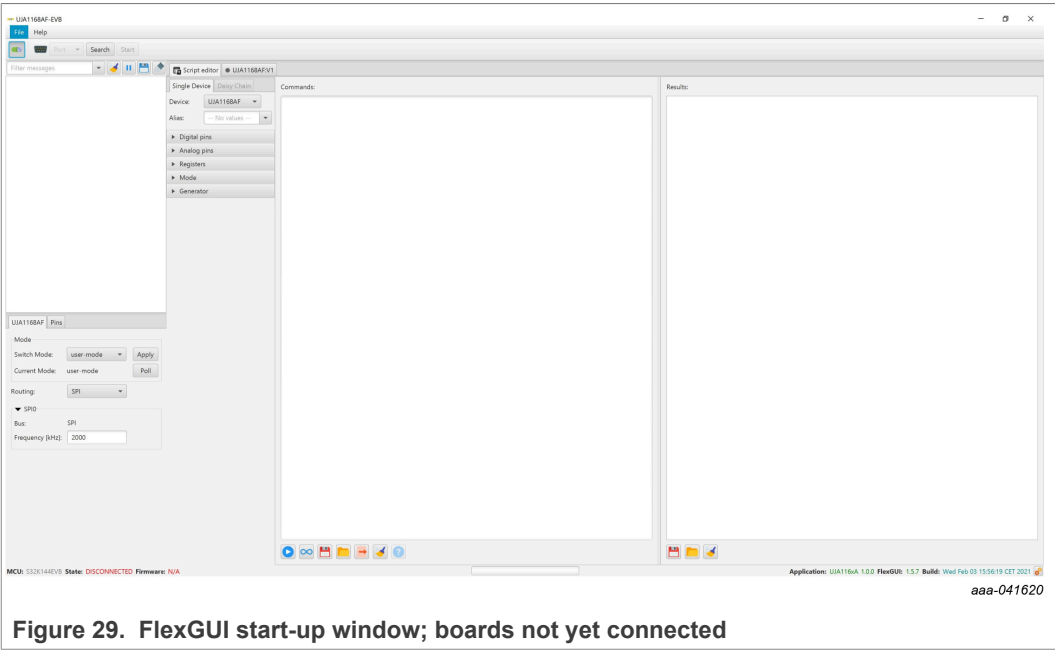 UJA1168AF-EVB
File Help
Port Search Start
Filter messages
Script editor UJA1168AF:V1
Single Device Daisy Chain
Device: UJA1168AF
Alias: -- No values --
Digital pins
Analog pins
Registers
Mode
Generator
Commands:
Results:
UJA1168AF Pins
Mode
Switch Mode: user-mode Apply
Current Mode: user-mode Poll
Routing: SPI
SPI0
Bus: SPI
Frequency [kHz]: 2000
MCU: S32K144EVB State: DISCONNECTED Firmware: N/A
Application: UJA116xA 1.0.0 FlexGUI: 1.5.7 Build: Wed Feb 03 15:56:19 CET 2021
aaa-041620
Figure 29. FlexGUI start-up window; boards not yet connected